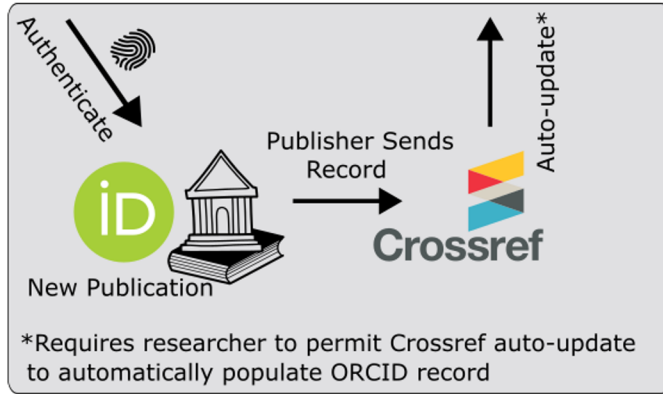 Authenticate
Auto-update*
Publisher Sends
Record
iD
Crossref
New Publication
*Requires researcher to permit Crossref auto-update
to automatically populate ORCID record